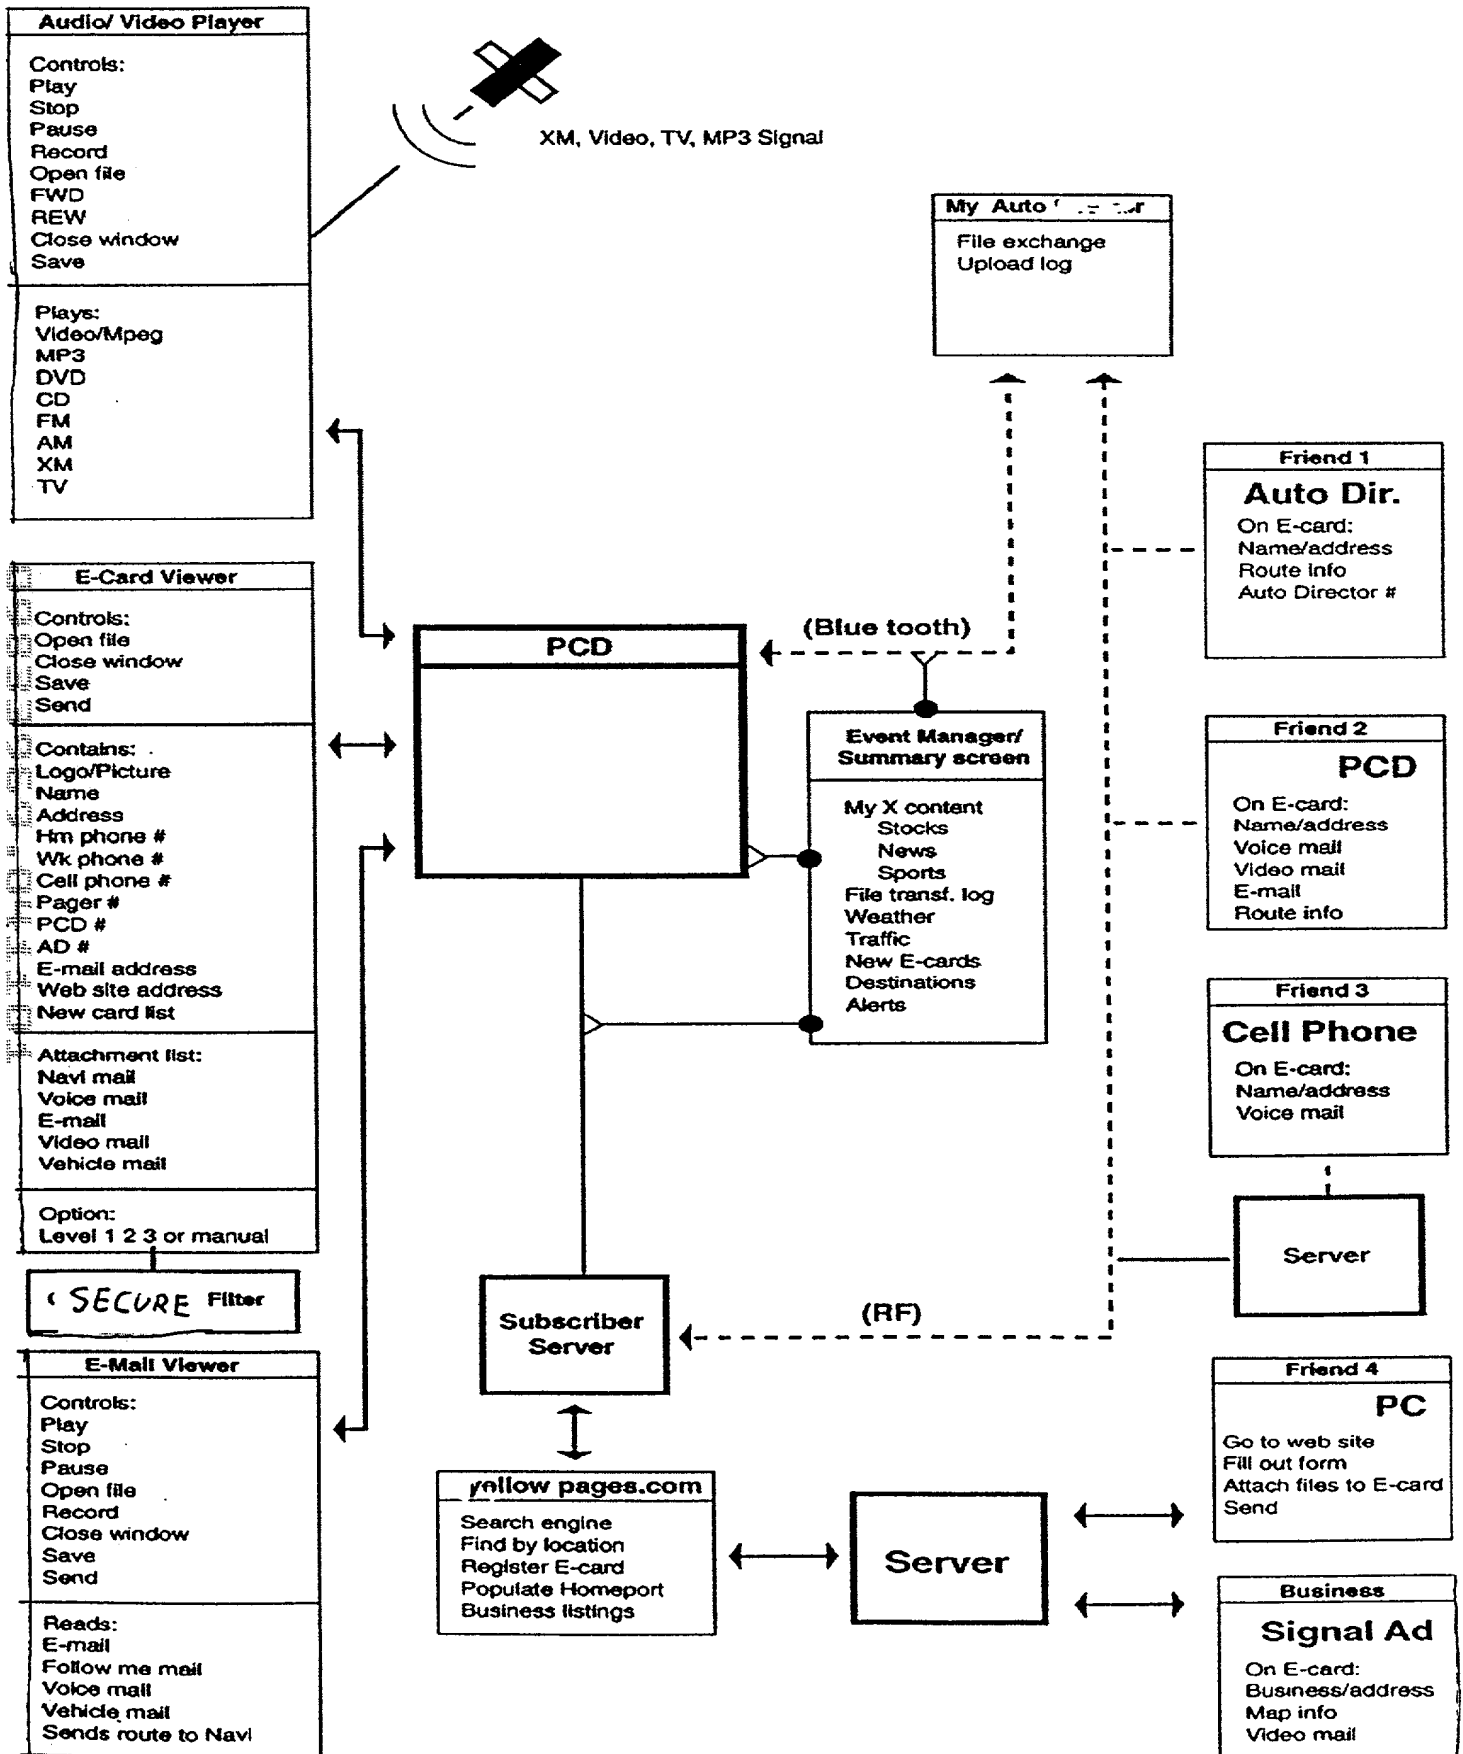 Audio/ Video Player
Controls:
Play
Stop
Pause
Record
Open file
FWD
REW
Close window
Save
Plays:
Video/Mpeg
MP3
DVD
CD
FM
AM
XM
TV
XM, Video, TV, MP3 Signal
My Auto
File exchange
Upload log
Friend 1
Auto Dir.
On E-card:
Name/address
Route info
Auto Director #
E-Card Viewer
Controls:
Open file
Close window
Save
Send
Contains:
Logo/Picture
Name
Address
Hm phone #
Wk phone #
Cell phone #
Pager #
PCD #
AD #
E-mail address
Web site address
New card list
Attachment list:
Navi mail
Voice mail
E-mail
Video mail
Vehicle mail
Option:
Level 1 2 3 or manual
SECURE Filter
PCD
(Blue tooth)
Event Manager/
Summary screen
My X content
Stocks
News
Sports
File transf. log
Weather
Traffic
New E-cards
Destinations
Alerts
Friend 2
PCD
On E-card:
Name/address
Voice mail
Video mail
E-mail
Route info
Friend 3
Cell Phone
On E-card:
Name/address
Voice mail
Server
Subscriber
Server
(RF)
E-Mail Viewer
Controls:
Play
Stop
Pause
Open file
Record
Close window
Save
Send
Reads:
E-mail
Follow me mail
Voice mail
Vehicle mail
Sends route to Navi
yellow pages.com
Search engine
Find by location
Register E-card
Populate Homeport
Business listings
Server
Friend 4
PC
Go to web site
Fill out form
Attach files to E-card
Send
Business
Signal Ad
On E-card:
Business/address
Map info
Video mail